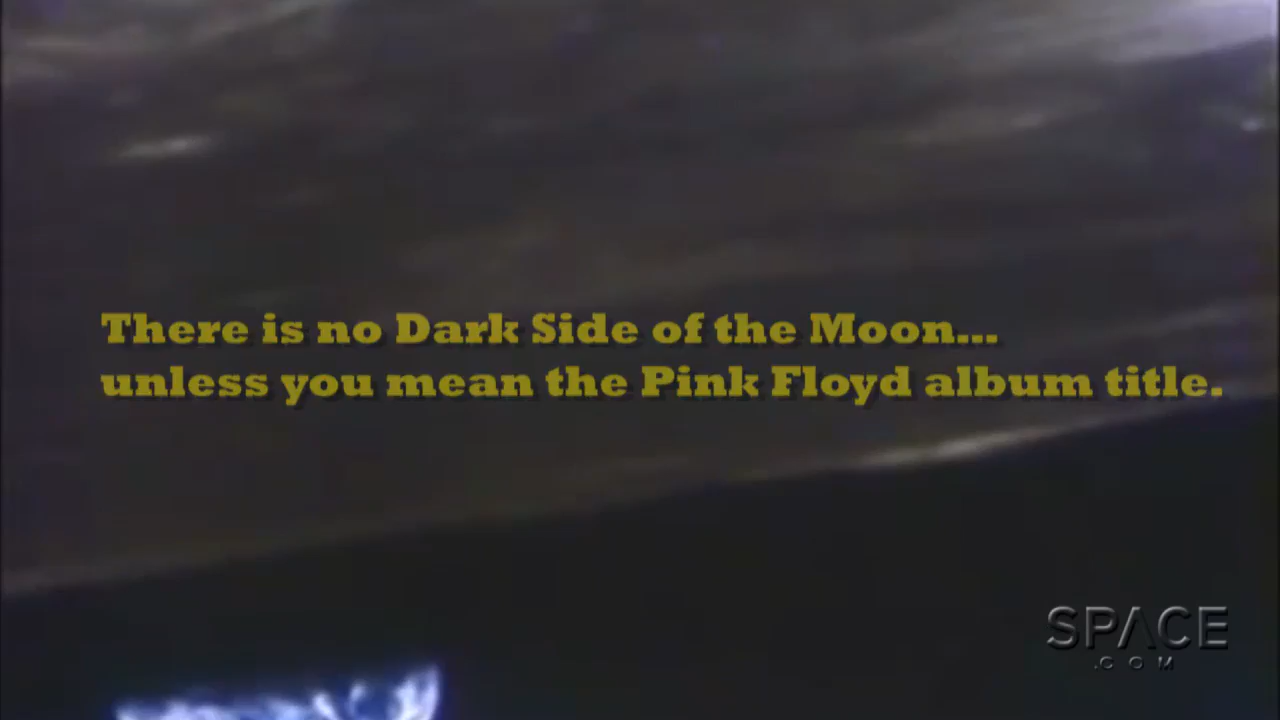 There is no Dark Side of the Moon...
unless you mean the Pink Floyd album title.
SPACE
.COM